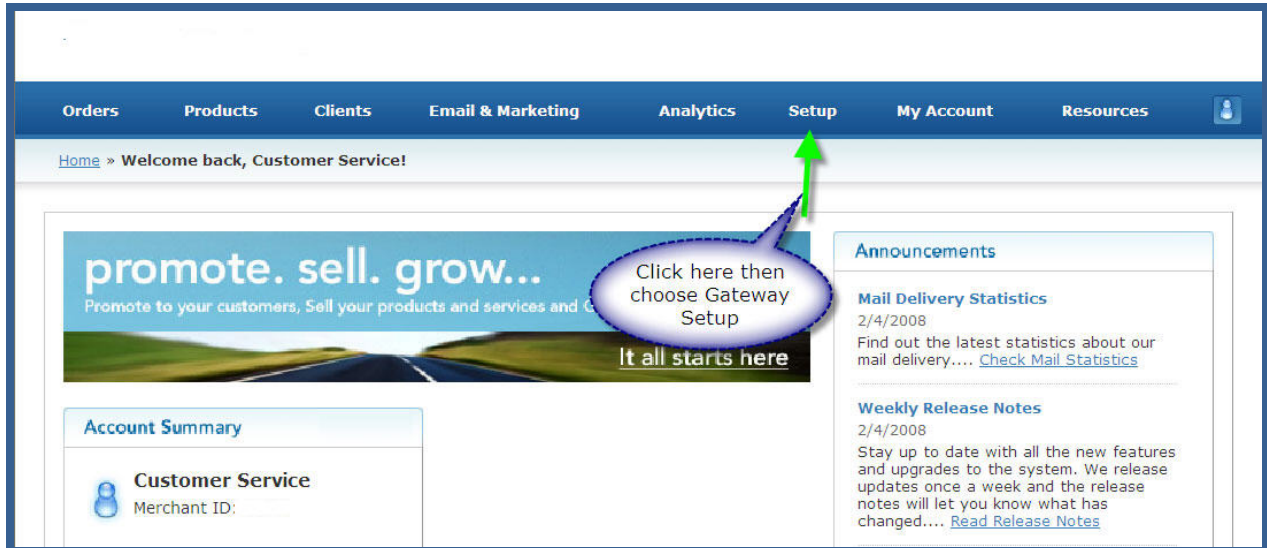 Orders Products Clients Email & Marketing Analytics Setup My Account Resources
Home » Welcome back, Customer Service!
promote. sell. grow...
Promote to your customers, Sell your products and services and
It all starts here
Click here then
choose Gateway
Setup
Account Summary
Customer Service
Merchant ID:
Announcements
Mail Delivery Statistics
2/4/2008
Find out the latest statistics about our
mail delivery.... Check Mail Statistics
Weekly Release Notes
2/4/2008
Stay up to date with all the new features
and upgrades to the system. We release
updates once a week and the release
notes will let you know what has
changed.... Read Release Notes